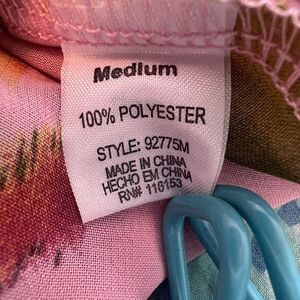 Medium
100% POLYESTER
STYLE: 92775M
MADE IN CHINA
HECHO EM CHINA
RN# 116153